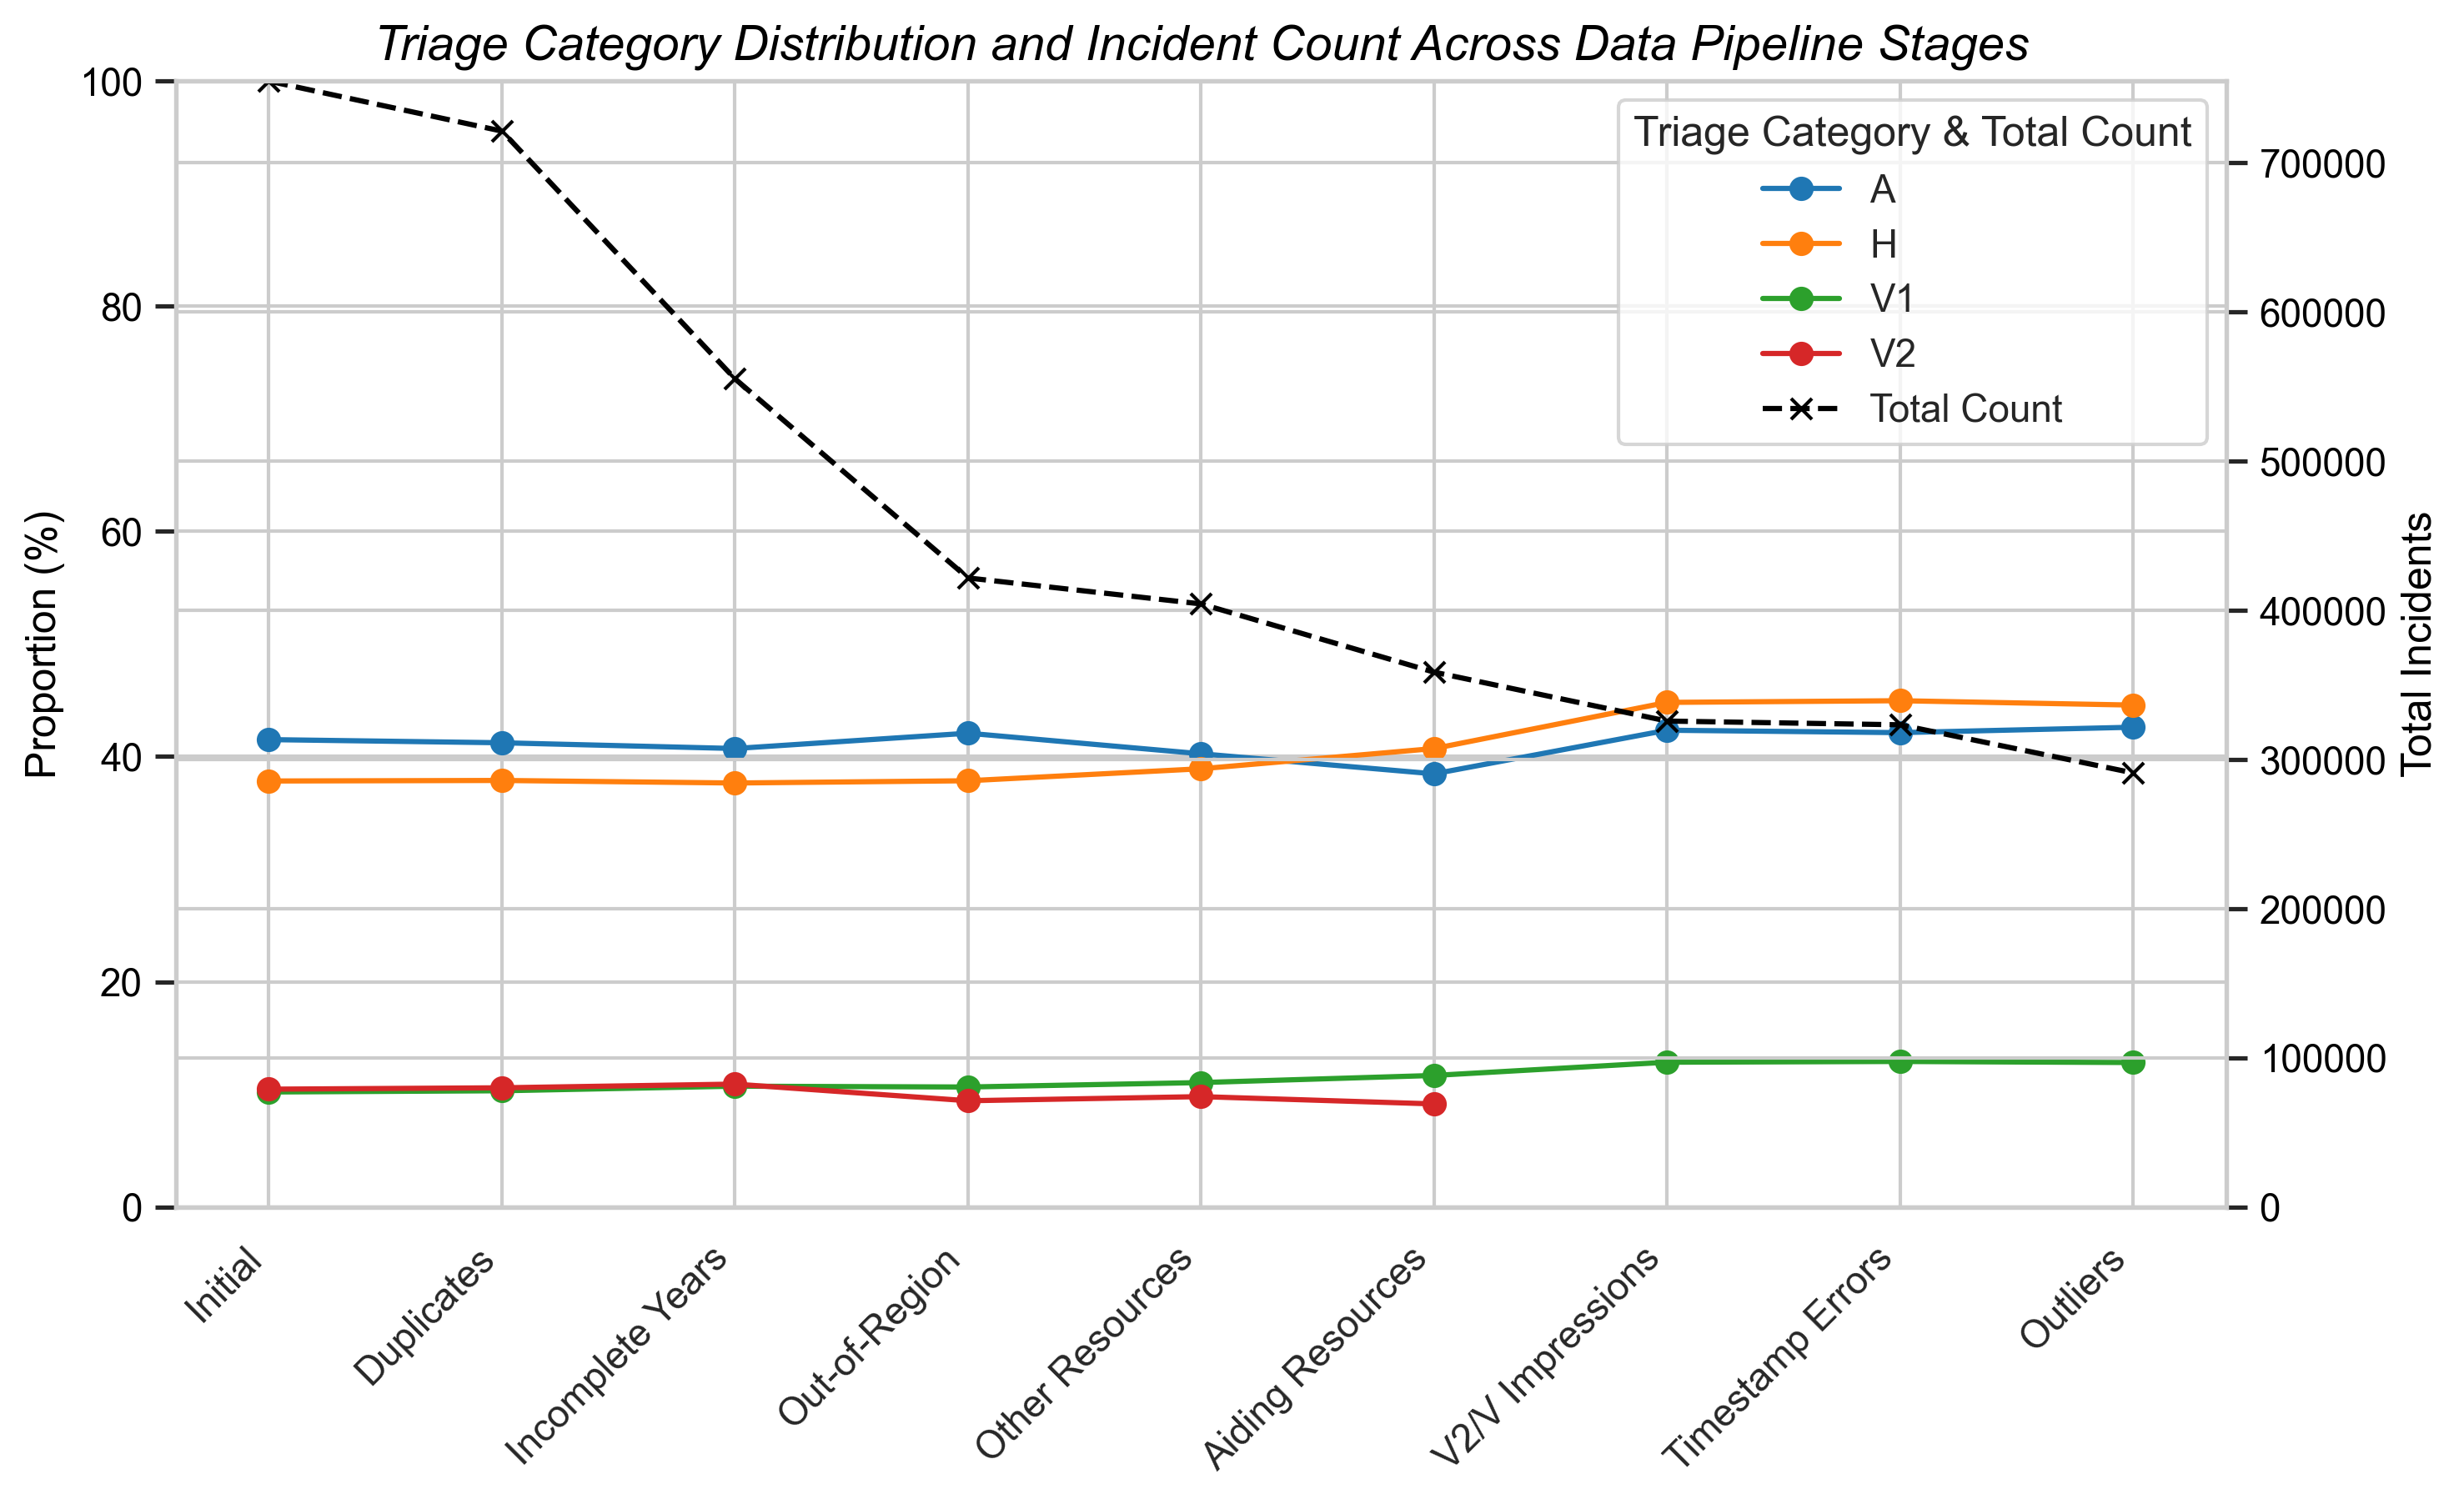 Triage Category Distribution and Incident Count Across Data Pipeline Stages
Triage Category & Total Count
A
H
V1
V2
Total Count
Proportion (%)
100
80
60
40
20
0
Total Incidents
700000
600000
500000
400000
300000
200000
100000
0
Initial
Duplicates
Incomplete Years
Out-of-Region
Other Resources
Aiding Resources
V2/V Impressions
Timestamp Errors
Outliers